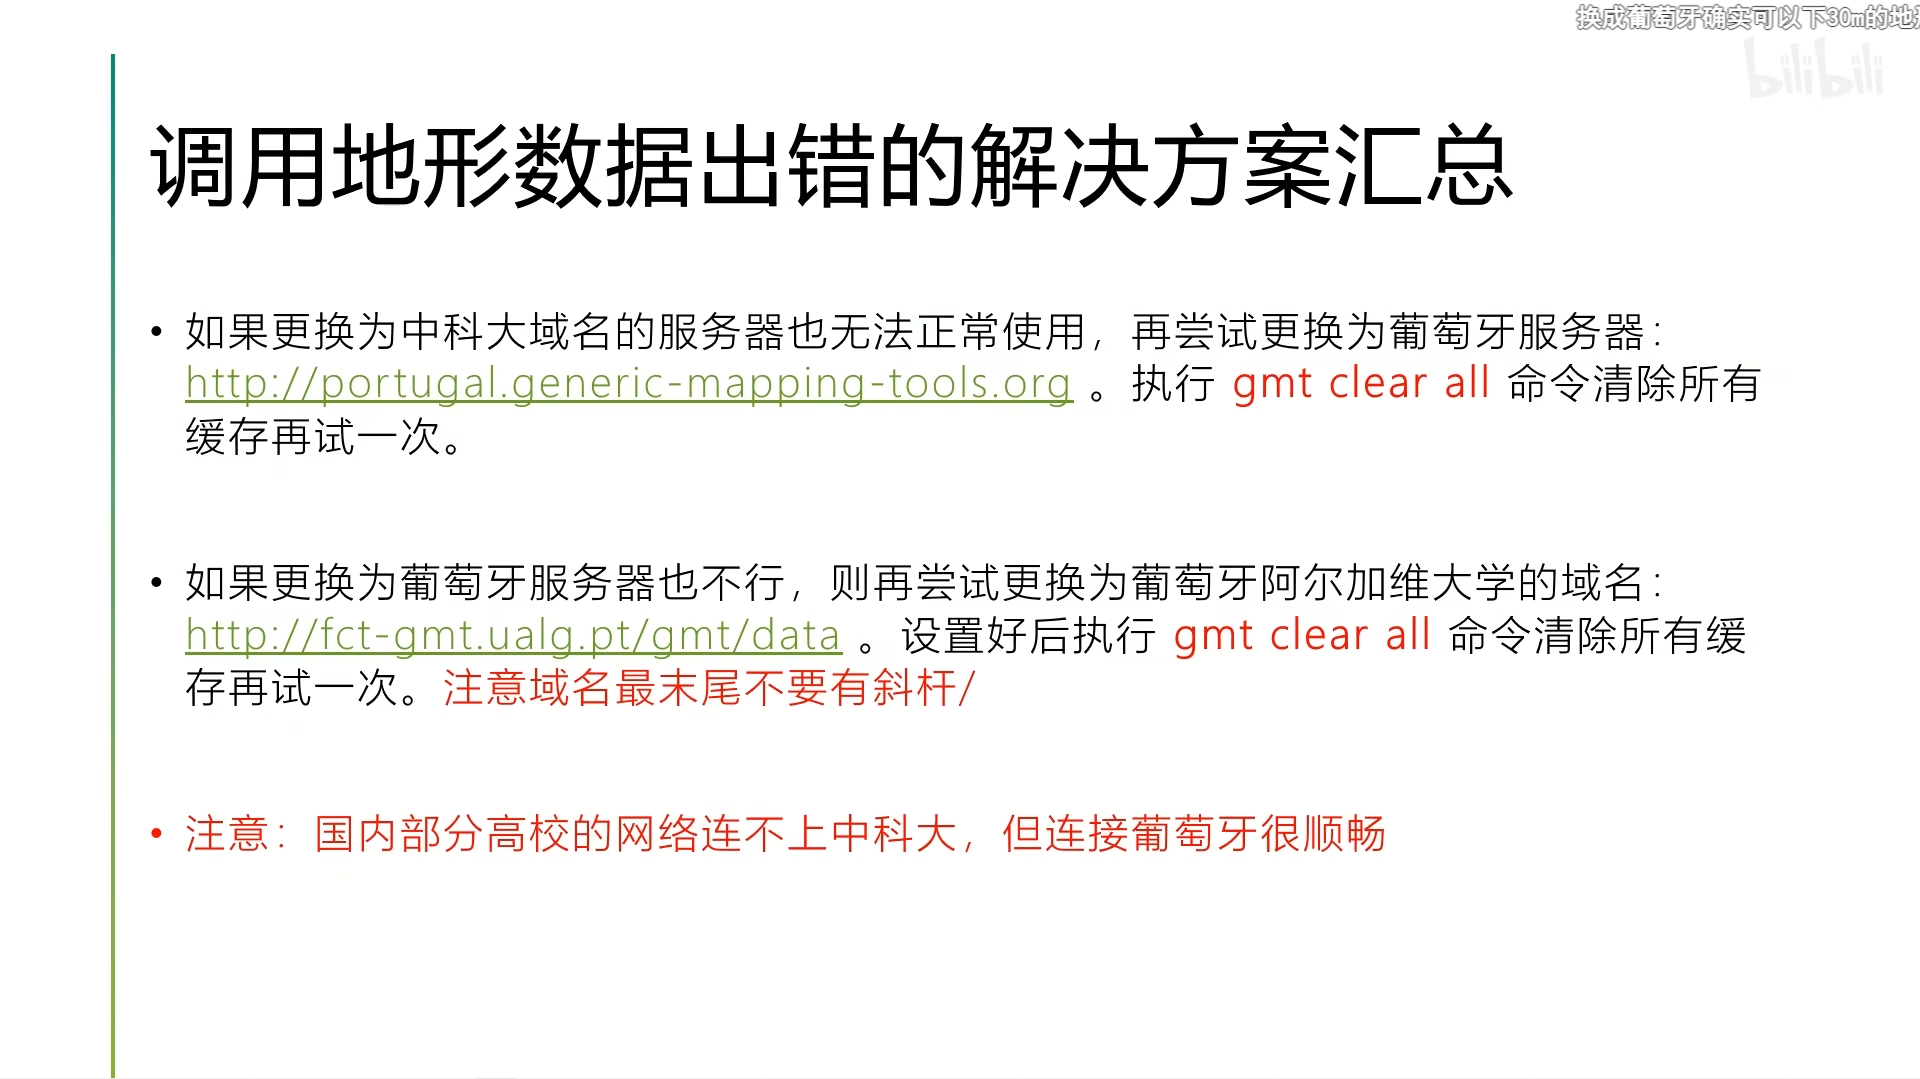 换成葡萄牙确实可以下30m的地形
bilibili
调用地形数据出错的解决方案汇总
• 如果更换为中科大域名的服务器也无法正常使用，再尝试更换为葡萄牙服务器：
http://portugal.generic-mapping-tools.org 。执行 gmt clear all 命令清除所有
缓存再试一次。
• 如果更换为葡萄牙服务器也不行，则再尝试更换为葡萄牙阿尔加维大学的域名：
http://fct-gmt.ualg.pt/gmt/data 。设置好后执行 gmt clear all 命令清除所有缓
存再试一次。注意域名最末尾不要有斜杆/
• 注意：国内部分高校的网络连不上中科大，但连接葡萄牙很顺畅